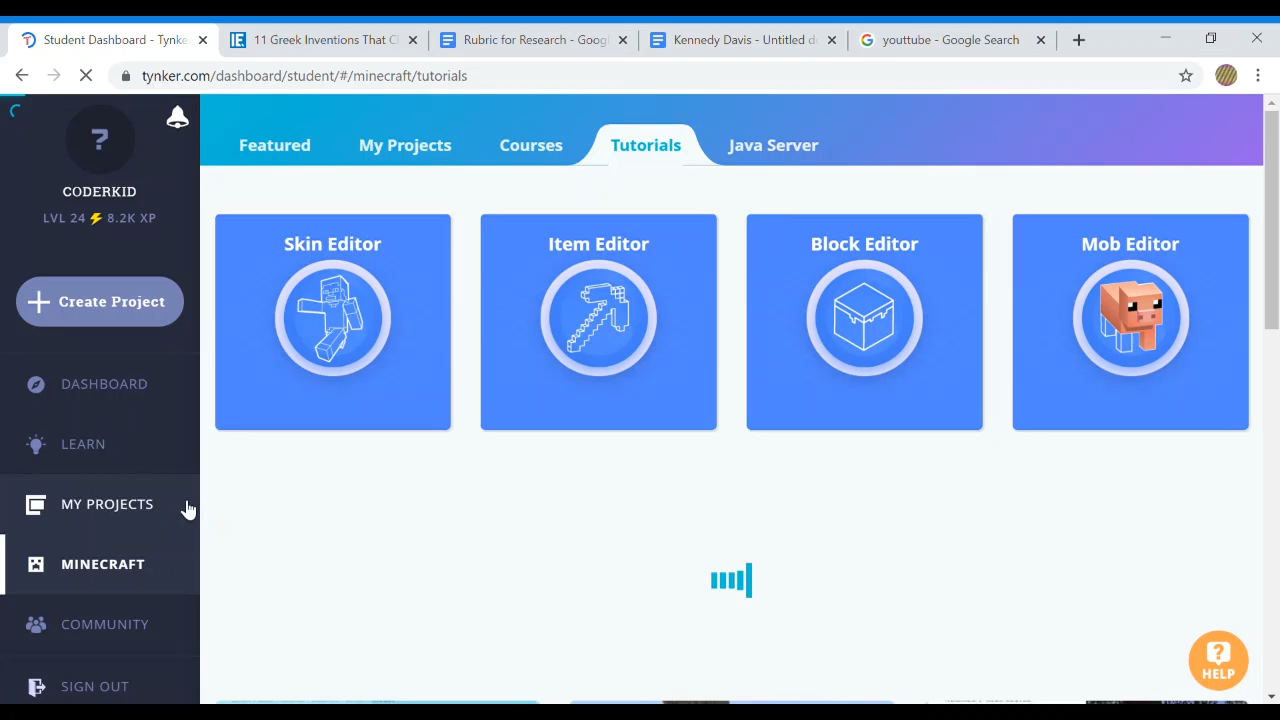 Student Dashboard - Tynke
11 Greek Inventions That C
Rubric for Research - Goog
Kennedy Davis - Untitled d
youttube - Google Search
tynker.com/dashboard/student/#/minecraft/tutorials
?
CODERKID
LVL 24 ⚡ 8.2K XP
+ Create Project
DASHBOARD
LEARN
MY PROJECTS
MINECRAFT
COMMUNITY
SIGN OUT
Featured
My Projects
Courses
Tutorials
Java Server
Skin Editor
Item Editor
Block Editor
Mob Editor
?
HELP